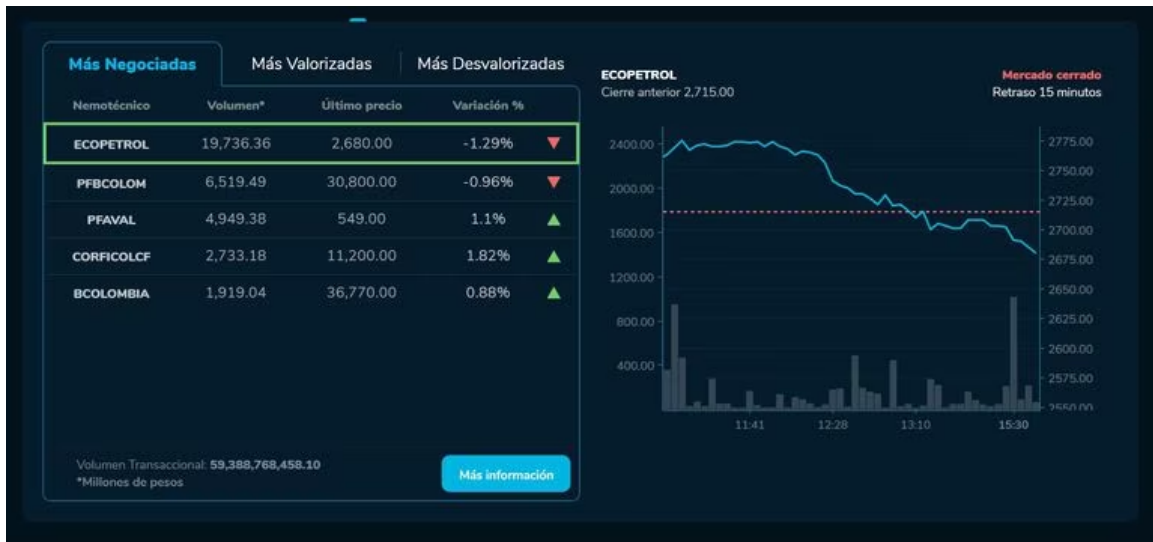 Más Negociadas Más Valorizadas Más Desvalorizadas
Nemotécnico Volumen* Último precio Variación %
ECOPETROL 19,736.36 2,680.00 -1.29% ▼
PFBCOLOM 6,519.49 30,800.00 -0.96% ▼
PFAVAL 4,949.38 549.00 1.1% ▲
CORFICOLCF 2,733.18 11,200.00 1.82% ▲
BCOLOMBIA 1,919.04 36,770.00 0.88% ▲
Volumen Transaccional: 59,388,768,458.10
*Millones de pesos
Más información
ECOPETROL Mercado cerrado
Cierre anterior 2,715.00 Retraso 15 minutos
2400.00
2000.00
1600.00
1200.00
800.00
400.00
2775.00
2750.00
2725.00
2700.00
2675.00
2650.00
2625.00
2600.00
2575.00
2550.00
11:41 12:28 13:10 15:30